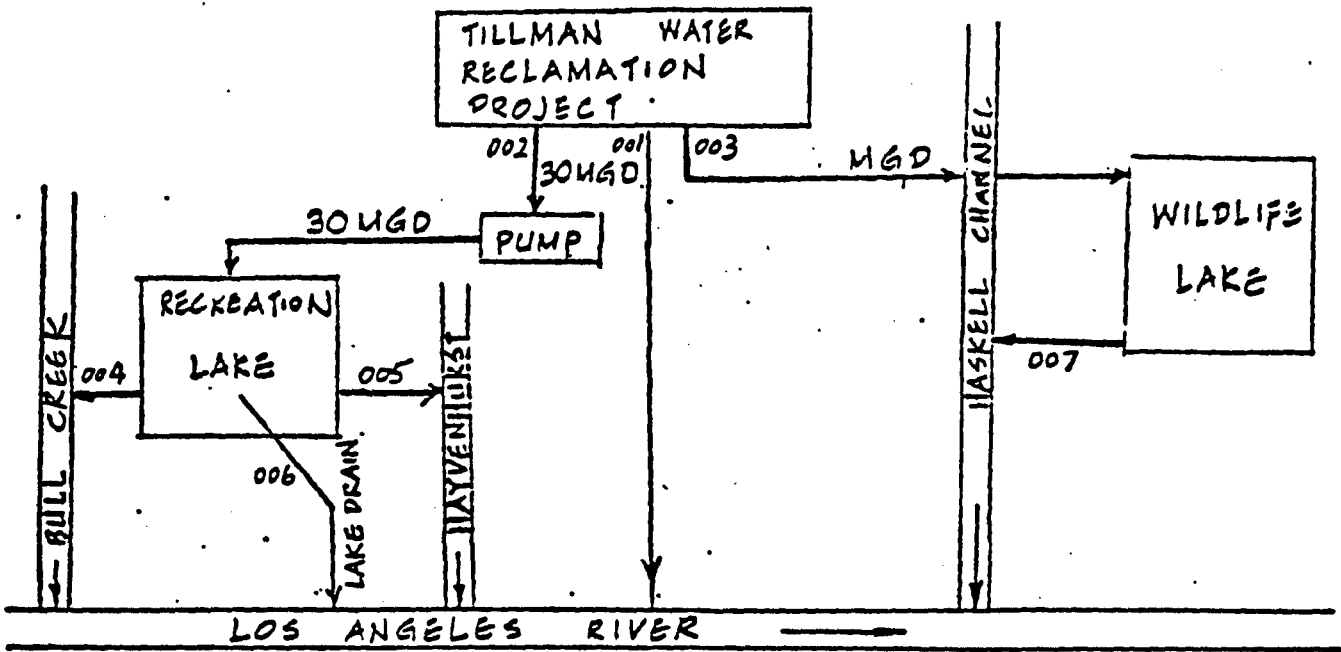 TILLMAN WATER
RECLAMATION
PROJECT
002
001
003
30MGD
MGD
30MGD
PUMP
WILDLIFE
LAKE
RECREATION
LAKE
004
005
006
007
BULL CREEK
LAKE DRAIN
HAYVENHURST
HASKELL CHANNEL
LOS ANGELES RIVER